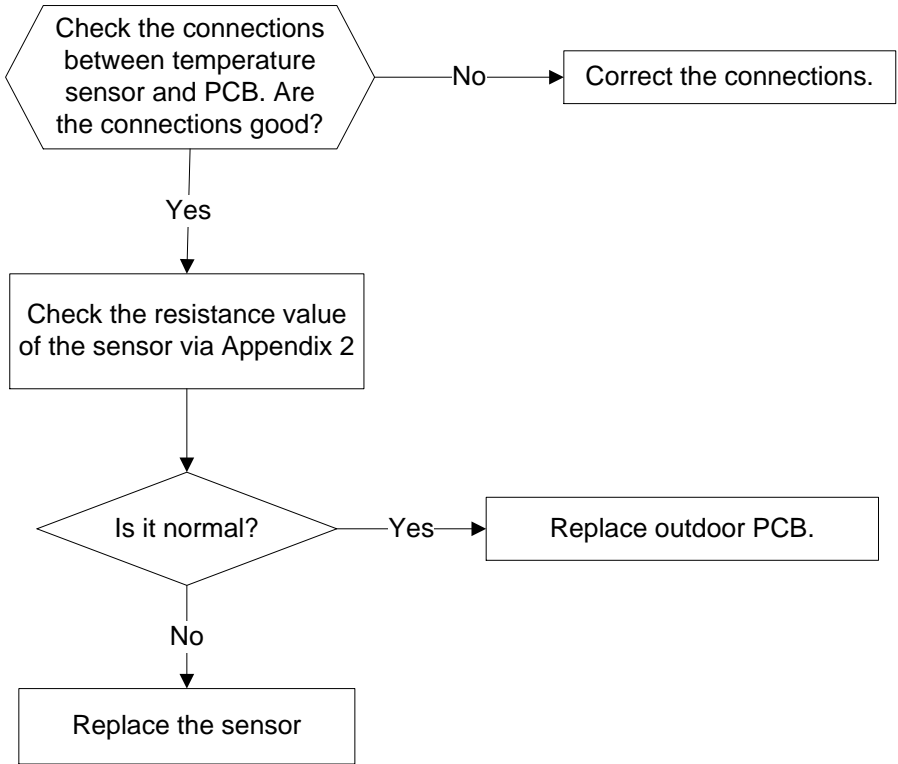 Check the connections
between temperature
sensor and PCB. Are
the connections good?
No
Correct the connections.
Yes
Check the resistance value
of the sensor via Appendix 2
Is it normal?
Yes
Replace outdoor PCB.
No
Replace the sensor